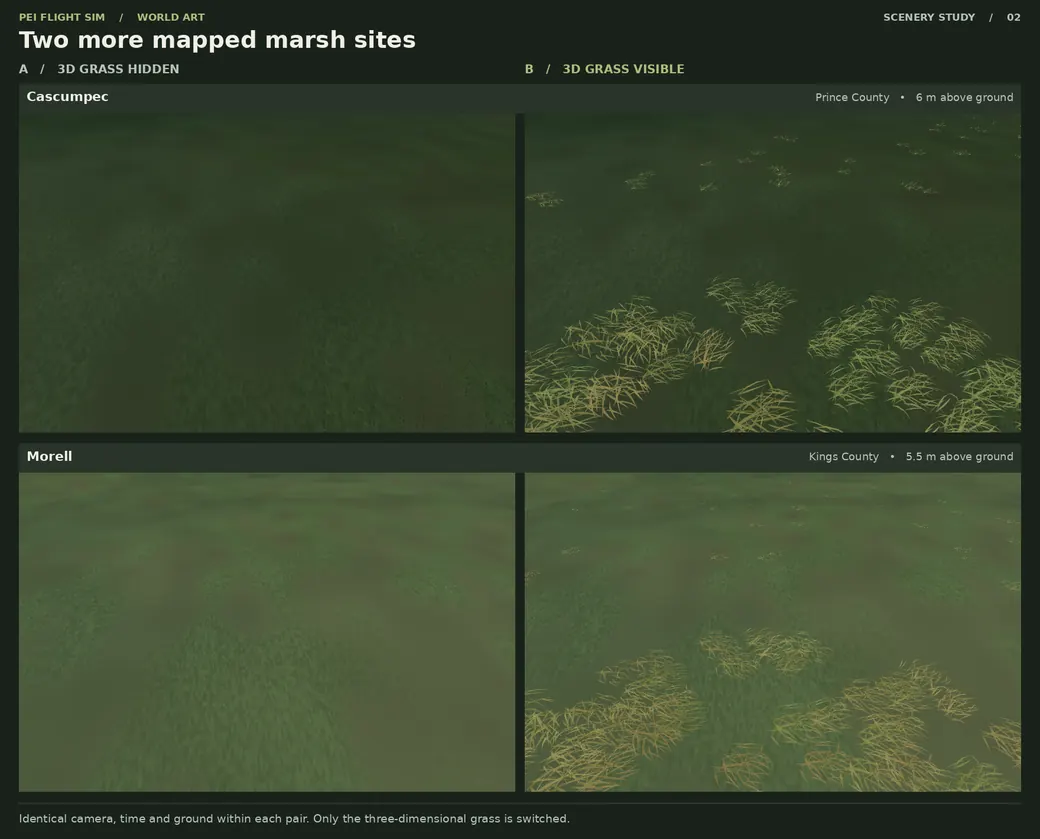 PEI FLIGHT SIM / WORLD ART
SCENERY STUDY / 02
Two more mapped marsh sites
A / 3D GRASS HIDDEN
B / 3D GRASS VISIBLE
Cascumpec
Prince County • 6 m above ground
Morell
Kings County • 5.5 m above ground
Identical camera, time and ground within each pair. Only the three-dimensional grass is switched.